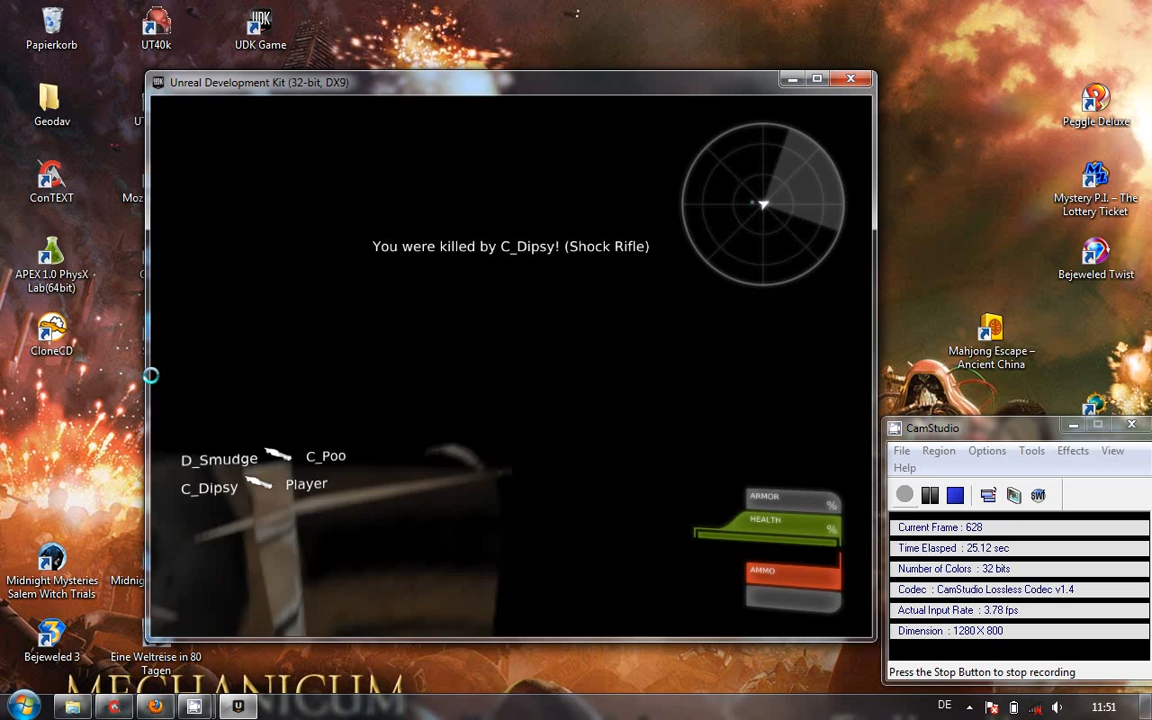 Papierkorb
UT40k
UDK Game
UDK
Unreal Development Kit (32-bit, DX9)
Geodav
UT
Peggle Deluxe
ConTEXT
Moz
You were killed by C_Dipsy! (Shock Rifle)
Mystery P.I. – The
Lottery Ticket
APEX 1.0 PhysX
Lab(64bit)
Bejeweled Twist
CloneCD
Mahjong Escape –
Ancient China
D_Smudge C_Poo
C_Dipsy Player
ARMOR
%
HEALTH
%
AMMO
CamStudio
File Region Options Tools Effects View
Help
SWF
Current Frame : 628
Time Elasped : 25.12 sec
Number of Colors : 32 bits
Codec : CamStudio Lossless Codec v1.4
Actual Input Rate : 3.78 fps
Dimension : 1280 X 800
Press the Stop Button to stop recording
Midnight Mysteries
Salem Witch Trials
Midnig
Bejeweled 3
Eine Weltreise in 80
Tagen
MECHANICUM
DE
11:51